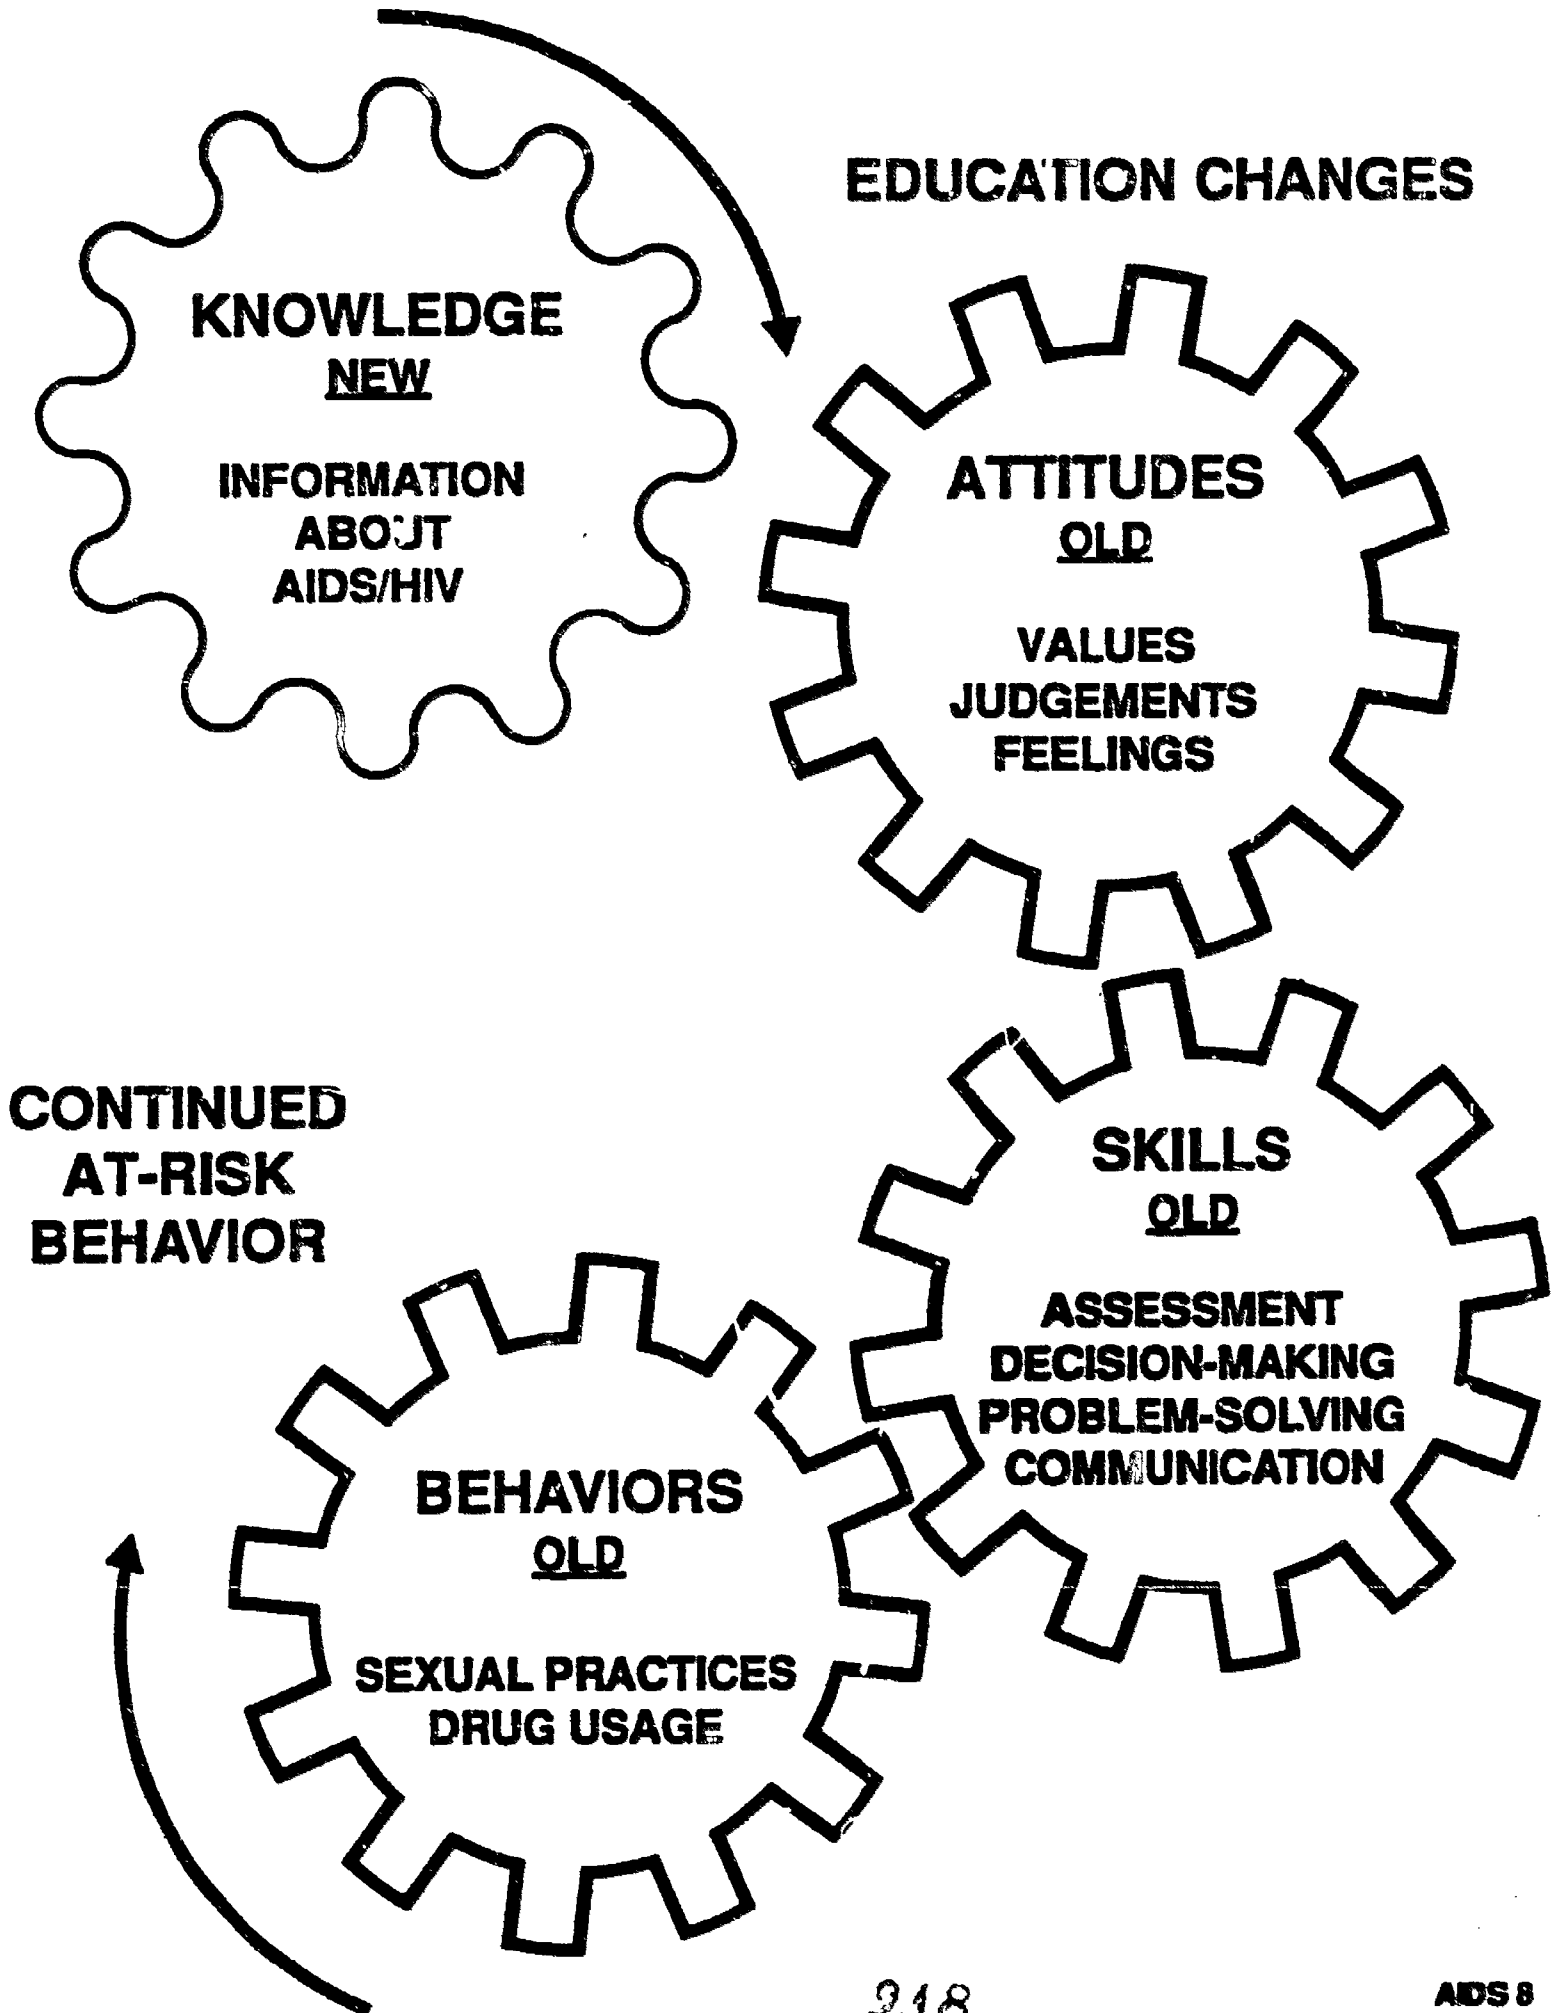 EDUCATION CHANGES
KNOWLEDGE
NEW
INFORMATION
ABOUT
AIDS/HIV
ATTITUDES
OLD
VALUES
JUDGEMENTS
FEELINGS
SKILLS
OLD
ASSESSMENT
DECISION-MAKING
PROBLEM-SOLVING
COMMUNICATION
CONTINUED
AT-RISK
BEHAVIOR
BEHAVIORS
OLD
SEXUAL PRACTICES
DRUG USAGE
218
AIDS 8